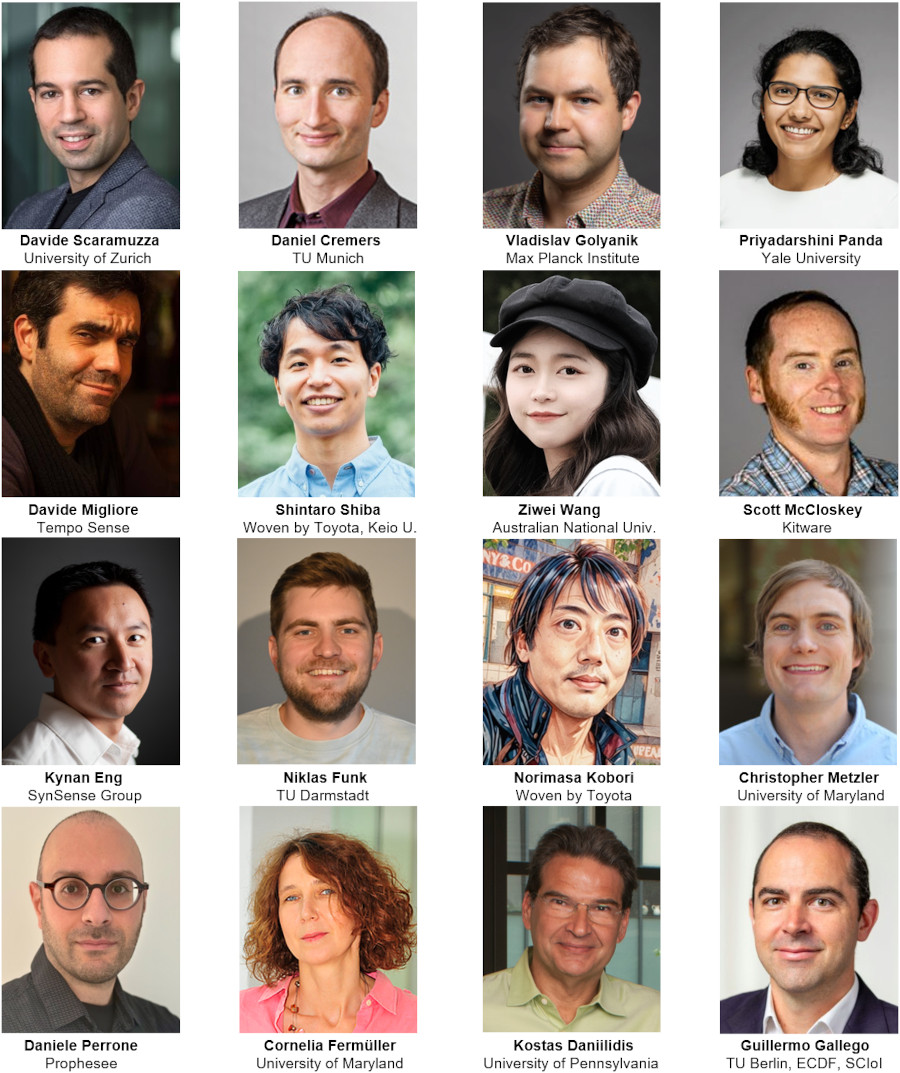 Davide Scaramuzza
University of Zurich
Daniel Cremers
TU Munich
Vladislav Golyanik
Max Planck Institute
Priyadarshini Panda
Yale University
Davide Migliore
Tempo Sense
Shintaro Shiba
Woven by Toyota, Keio U.
Ziwei Wang
Australian National Univ.
Scott McCloskey
Kitware
NY&CO
Kynan Eng
SynSense Group
Niklas Funk
TU Darmstadt
Norimasa Kobori
Woven by Toyota
Christopher Metzler
University of Maryland
Daniele Perrone
Prophesee
Cornelia Fermüller
University of Maryland
Kostas Daniilidis
University of Pennsylvania
Guillermo Gallego
TU Berlin, ECDF, SCIoI